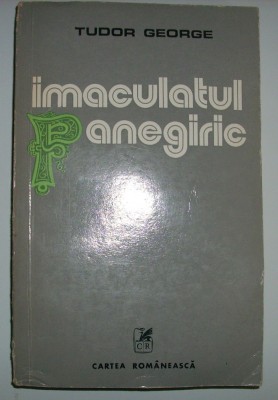 TUDOR GEORGE
imaculatul
Panegiric
CR
CARTEA ROMÂNEASCĂ